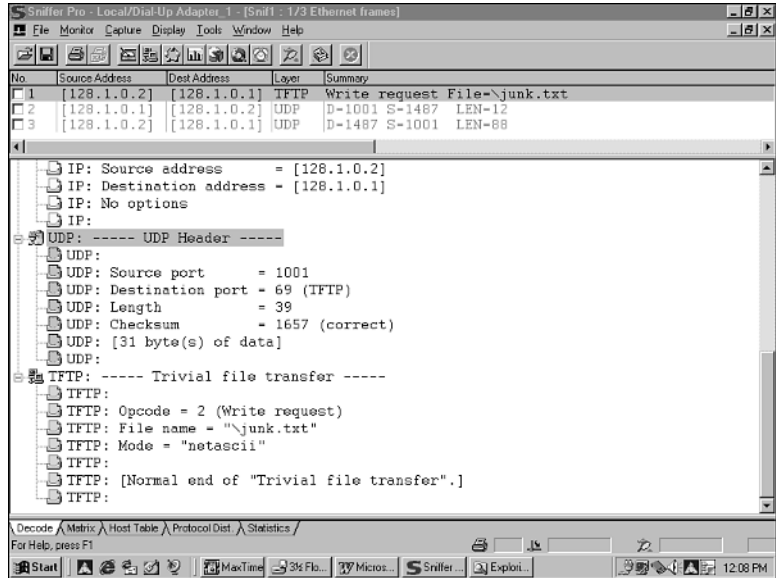 Sniffer Pro - Local/Dial-Up Adapter_1 - [Snif1 : 1/3 Ethernet frames]
File Monitor Capture Display Tools Window Help
No. Source Address Dest Address Layer Summary
1 [128.1.0.2] [128.1.0.1] TFTP Write request File=\junk.txt
2 [128.1.0.1] [128.1.0.2] UDP D=1001 S=1487 LEN=12
3 [128.1.0.2] [128.1.0.1] UDP D=1487 S=1001 LEN=88
IP: Source address = [128.1.0.2]
IP: Destination address = [128.1.0.1]
IP: No options
IP:
UDP: ----- UDP Header -----
UDP:
UDP: Source port = 1001
UDP: Destination port = 69 (TFTP)
UDP: Length = 39
UDP: Checksum = 1657 (correct)
UDP: [31 byte(s) of data]
UDP:
TFTP: ----- Trivial file transfer -----
TFTP:
TFTP: Opcode = 2 (Write request)
TFTP: File name = "\junk.txt"
TFTP: Mode = "netascii"
TFTP:
TFTP: [Normal end of "Trivial file transfer".]
TFTP:
Decode Matrix Host Table Protocol Dist. Statistics
For Help, press F1
Start MaxTime 3½ Flo... Micros... Sniffer ... Explori... 12:08 PM